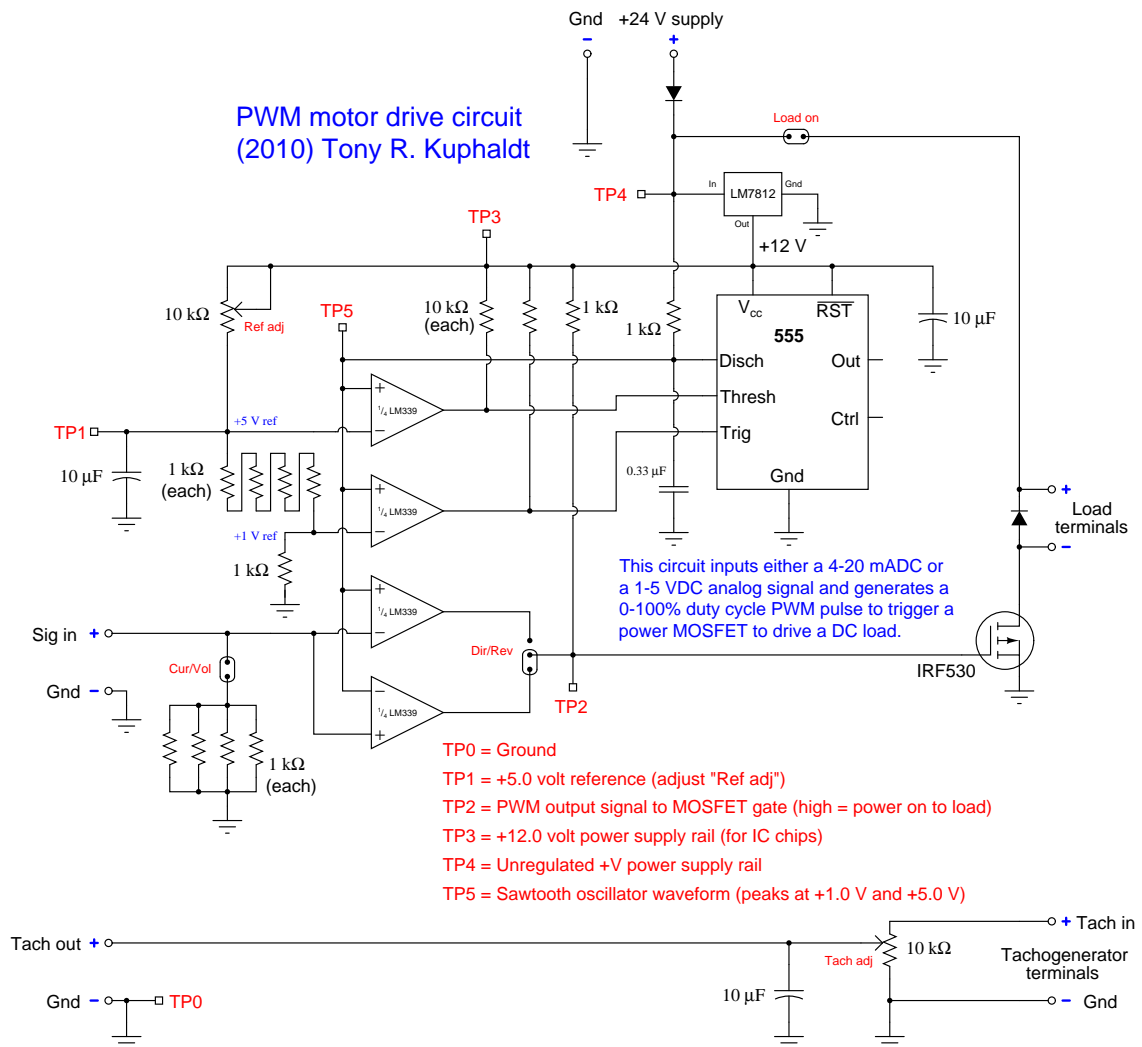 Gnd +24 V supply
- +
PWM motor drive circuit
(2010) Tony R. Kuphaldt
Load on
TP4
In
LM7812
Gnd
Out
+12 V
TP3
10 kΩ
Ref adj
TP5
10 kΩ
(each)
1 kΩ
1 kΩ
Vcc
RST
555
Disch
Out
Thresh
Ctrl
Trig
Gnd
10 μF
+
1/4 LM339
-
TP1
+5 V ref
10 μF
1 kΩ
(each)
+
1/4 LM339
-
+1 V ref
1 kΩ
0.33 μF
+
Load
terminals
-
This circuit inputs either a 4-20 mADC or
a 1-5 VDC analog signal and generates a
0-100% duty cycle PWM pulse to trigger a
power MOSFET to drive a DC load.
+
1/4 LM339
-
Sig in +
Cur/Vol
Dir/Rev
IRF530
Gnd -
-
1/4 LM339
+
TP2
1 kΩ
(each)
TP0 = Ground
TP1 = +5.0 volt reference (adjust "Ref adj")
TP2 = PWM output signal to MOSFET gate (high = power on to load)
TP3 = +12.0 volt power supply rail (for IC chips)
TP4 = Unregulated +V power supply rail
TP5 = Sawtooth oscillator waveform (peaks at +1.0 V and +5.0 V)
Tach out +
+ Tach in
10 kΩ
Tach adj
Tachogenerator
terminals
Gnd -
TP0
10 μF
- Gnd